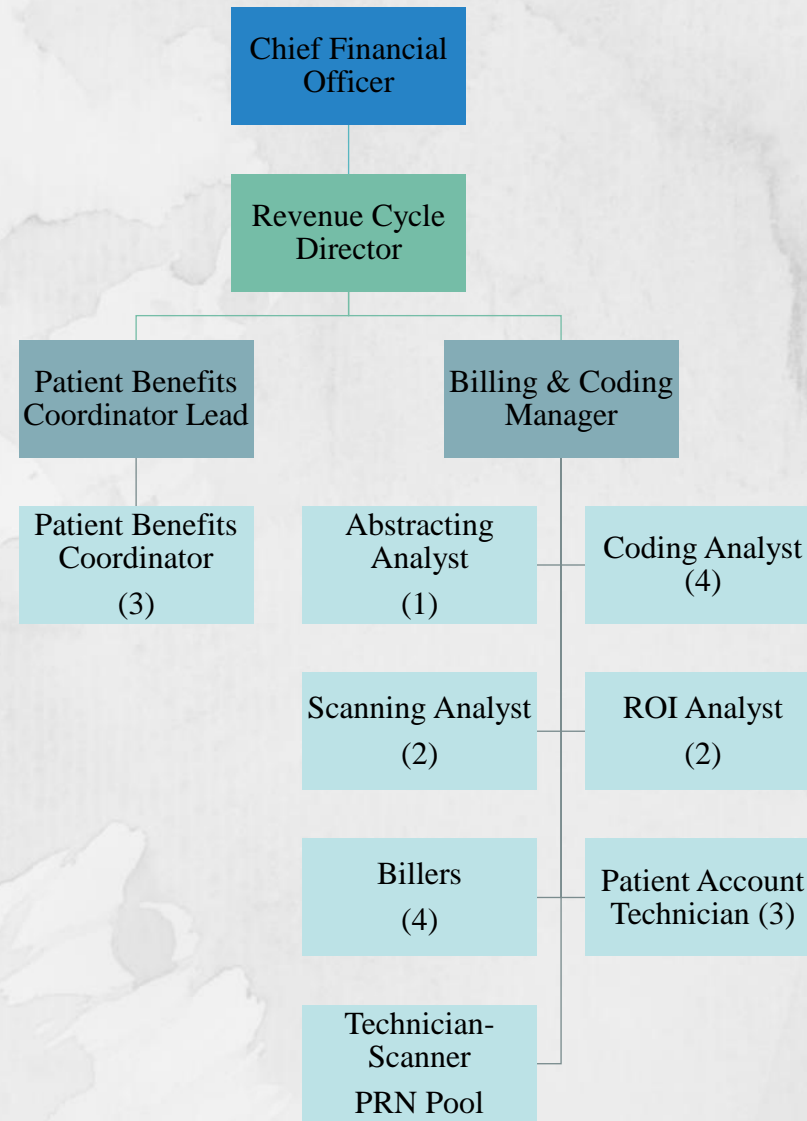 Chief Financial
Officer
Revenue Cycle
Director
Patient Benefits
Coordinator Lead
Billing & Coding
Manager
Patient Benefits
Coordinator
(3)
Abstracting
Analyst
(1)
Coding Analyst
(4)
Scanning Analyst
(2)
ROI Analyst
(2)
Billers
(4)
Patient Account
Technician (3)
Technician-
Scanner
PRN Pool